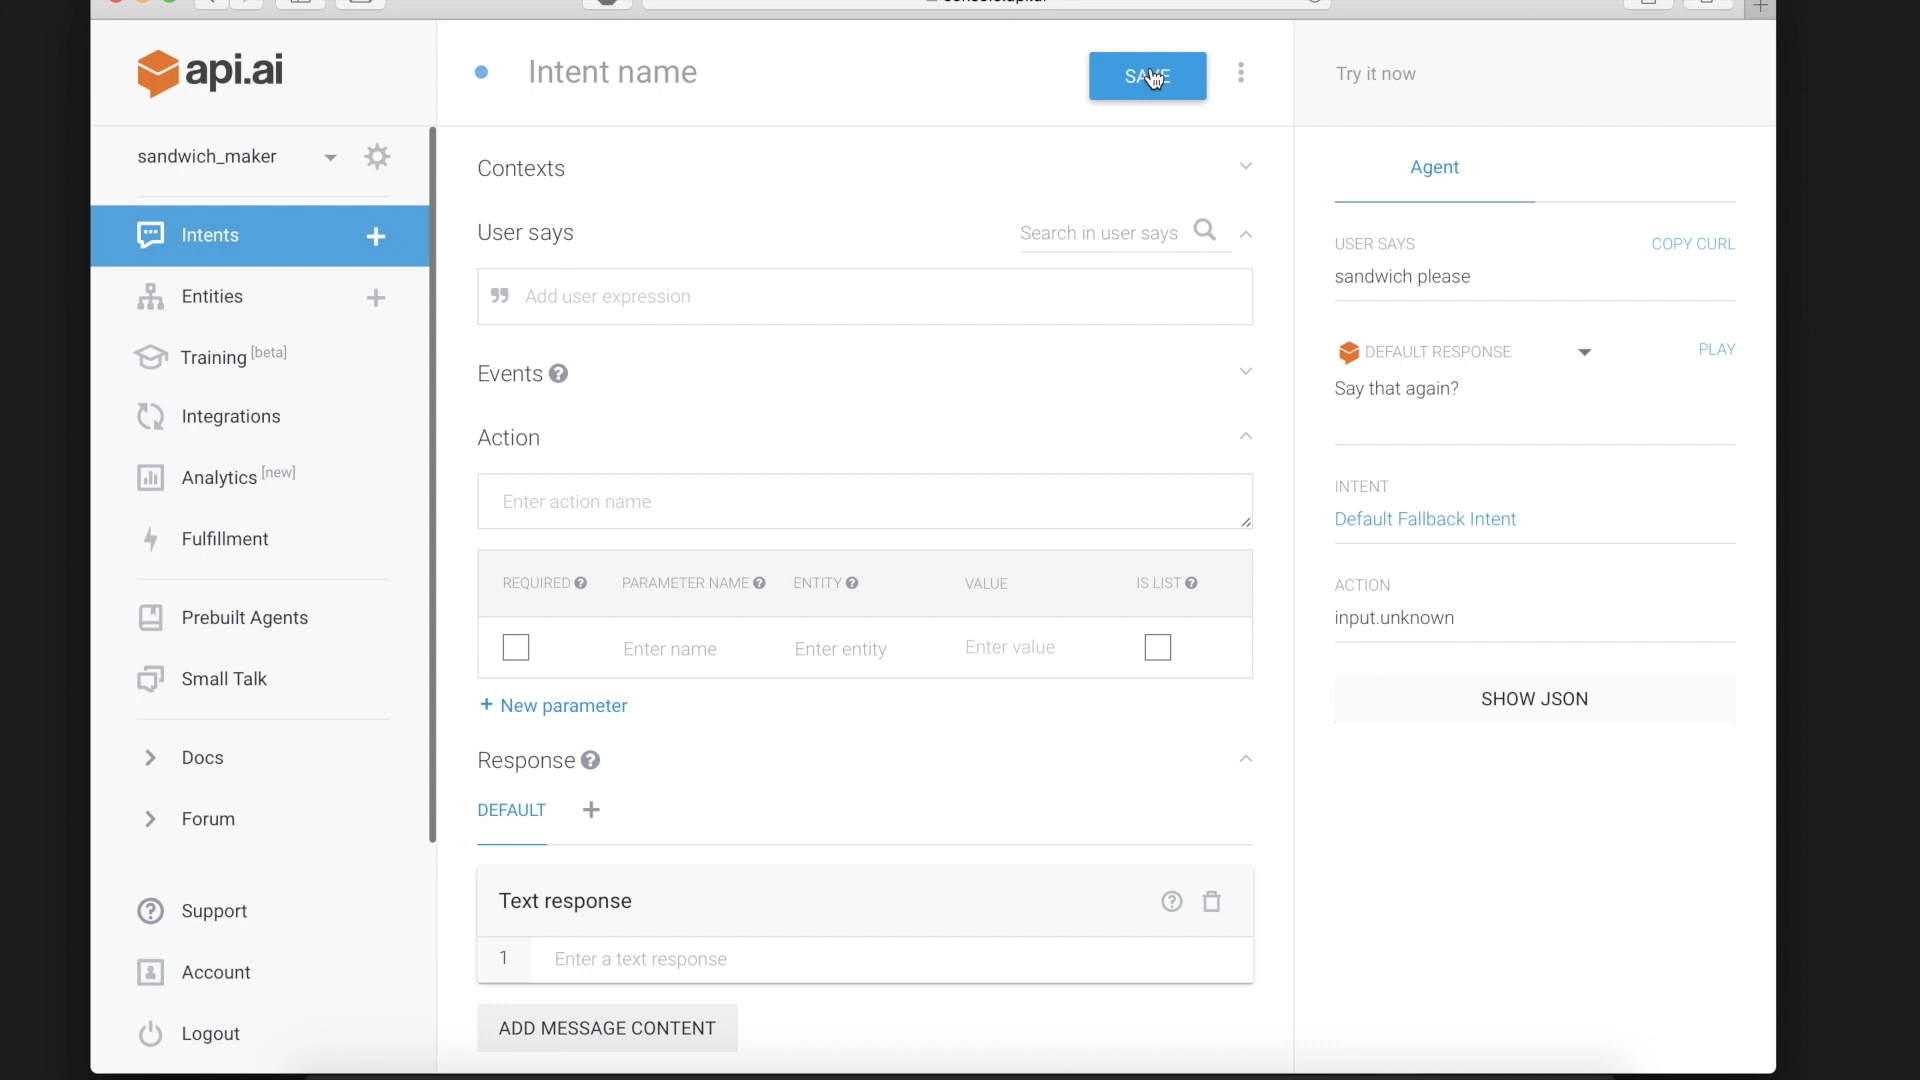 api.ai
Intent name
SAVE
Try it now
sandwich_maker
Intents
Entities
Training [beta]
Integrations
Analytics [new]
Fulfillment
Prebuilt Agents
Small Talk
Docs
Forum
Support
Account
Logout
Contexts
User says
Search in user says
Add user expression
Events
Action
Enter action name
REQUIRED PARAMETER NAME ENTITY VALUE IS LIST
Enter name Enter entity Enter value
+ New parameter
Response
DEFAULT +
Text response
1 Enter a text response
ADD MESSAGE CONTENT
Agent
USER SAYS COPY CURL
sandwich please
DEFAULT RESPONSE PLAY
Say that again?
INTENT
Default Fallback Intent
ACTION
input.unknown
SHOW JSON